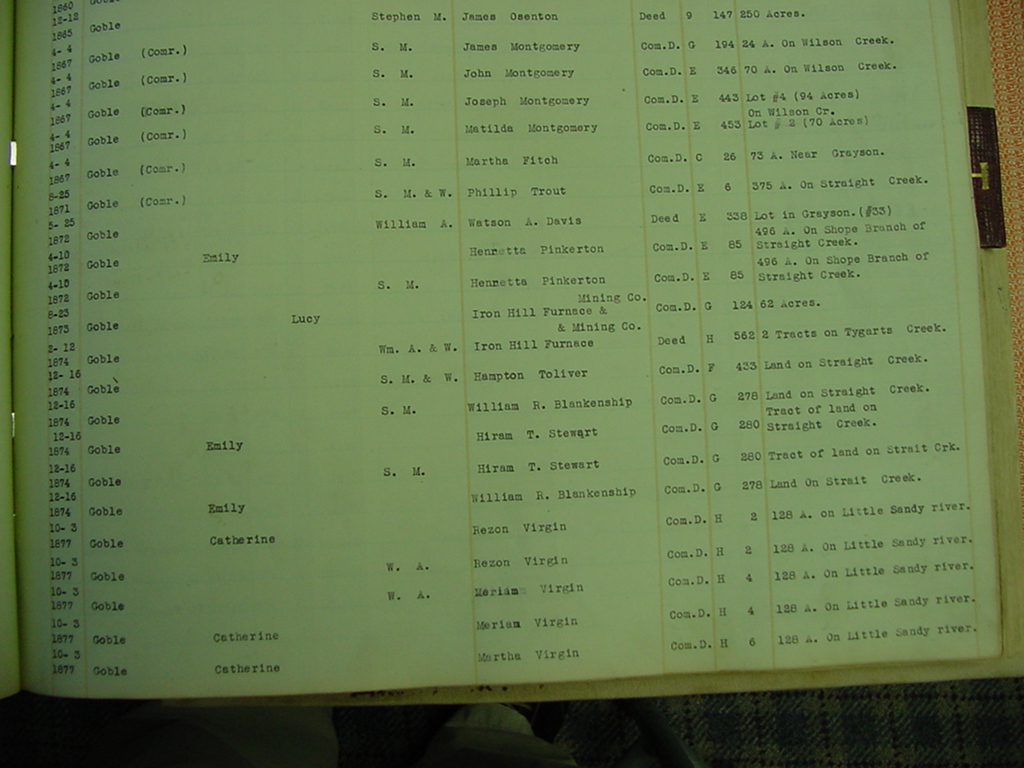 1860
12-12 Stephen M. James Osenton Deed 9 147 250 Acres.
1865 Goble
4- 4 S. M. James Montgomery Com.D. G 194 24 A. On Wilson Creek.
1867 Goble (Comr.)
4- 4 S. M. John Montgomery Com.D. E 346 70 A. On Wilson Creek.
1867 Goble (Comr.)
4- 4 S. M. Joseph Montgomery Com.D. E 443 Lot #4 (94 Acres)
On Wilson Cr.
1867 Goble (Comr.)
4- 4 S. M. Matilda Montgomery Com.D. E 453 Lot # 2 (70 Acres)
1867 Goble (Comr.)
4- 4 S. M. Martha Fitch Com.D. C 26 73 A. Near Grayson.
1867 Goble (Comr.)
8-25 S. M. & W. Phillip Trout Com.D. E 6 375 A. On Straight Creek.
1871 Goble (Comr.)
5- 25 William A. Watson A. Davis Deed E 338 Lot in Grayson.(#33)
1872 Goble
496 A. On Shope Branch of
4-10 Emily Henretta Pinkerton Com.D. E 85 Straight Creek.
1872 Goble
496 A. On Shope Branch of
4-10 S. M. Henretta Pinkerton Com.D. E 85 Straight Creek.
1872 Goble
Mining Co.
8-23 Lucy Iron Hill Furnace & Com.D. G 124 62 Acres.
1873 Goble
& Mining Co.
2- 12 Wm. A. & W. Iron Hill Furnace Deed H 562 2 Tracts on Tygarts Creek.
1874 Goble
12- 16 S. M. & W. Hampton Toliver Com.D. F 433 Land on Straight Creek.
1874 Goble
12-16 S. M. William R. Blankenship Com.D. G 278 Land on Straight Creek.
1874 Goble
Tract of land on
12-16 Emily Hiram T. Stewart Com.D. G 280 Straight Creek.
1874 Goble
12-16 S. M. Hiram T. Stewart Com.D. G 280 Tract of land on Strait Crk.
1874 Goble
12-16 Emily William R. Blankenship Com.D. G 278 Land On Strait Creek.
1874 Goble
10- 3 Catherine Rezon Virgin Com.D. H 2 128 A. on Little Sandy river.
1877 Goble
10- 3 W. A. Rezon Virgin Com.D. H 2 128 A. On Little Sandy river.
1877 Goble
10- 3 W. A. Meriam Virgin Com.D. H 4 128 A. On Little Sandy river.
1877 Goble
10- 3 Catherine Meriam Virgin Com.D. H 4 128 A. On Little Sandy river.
1877 Goble
10- 3 Catherine Martha Virgin Com.D. H 6 128 A. On Little Sandy river.
1877 Goble